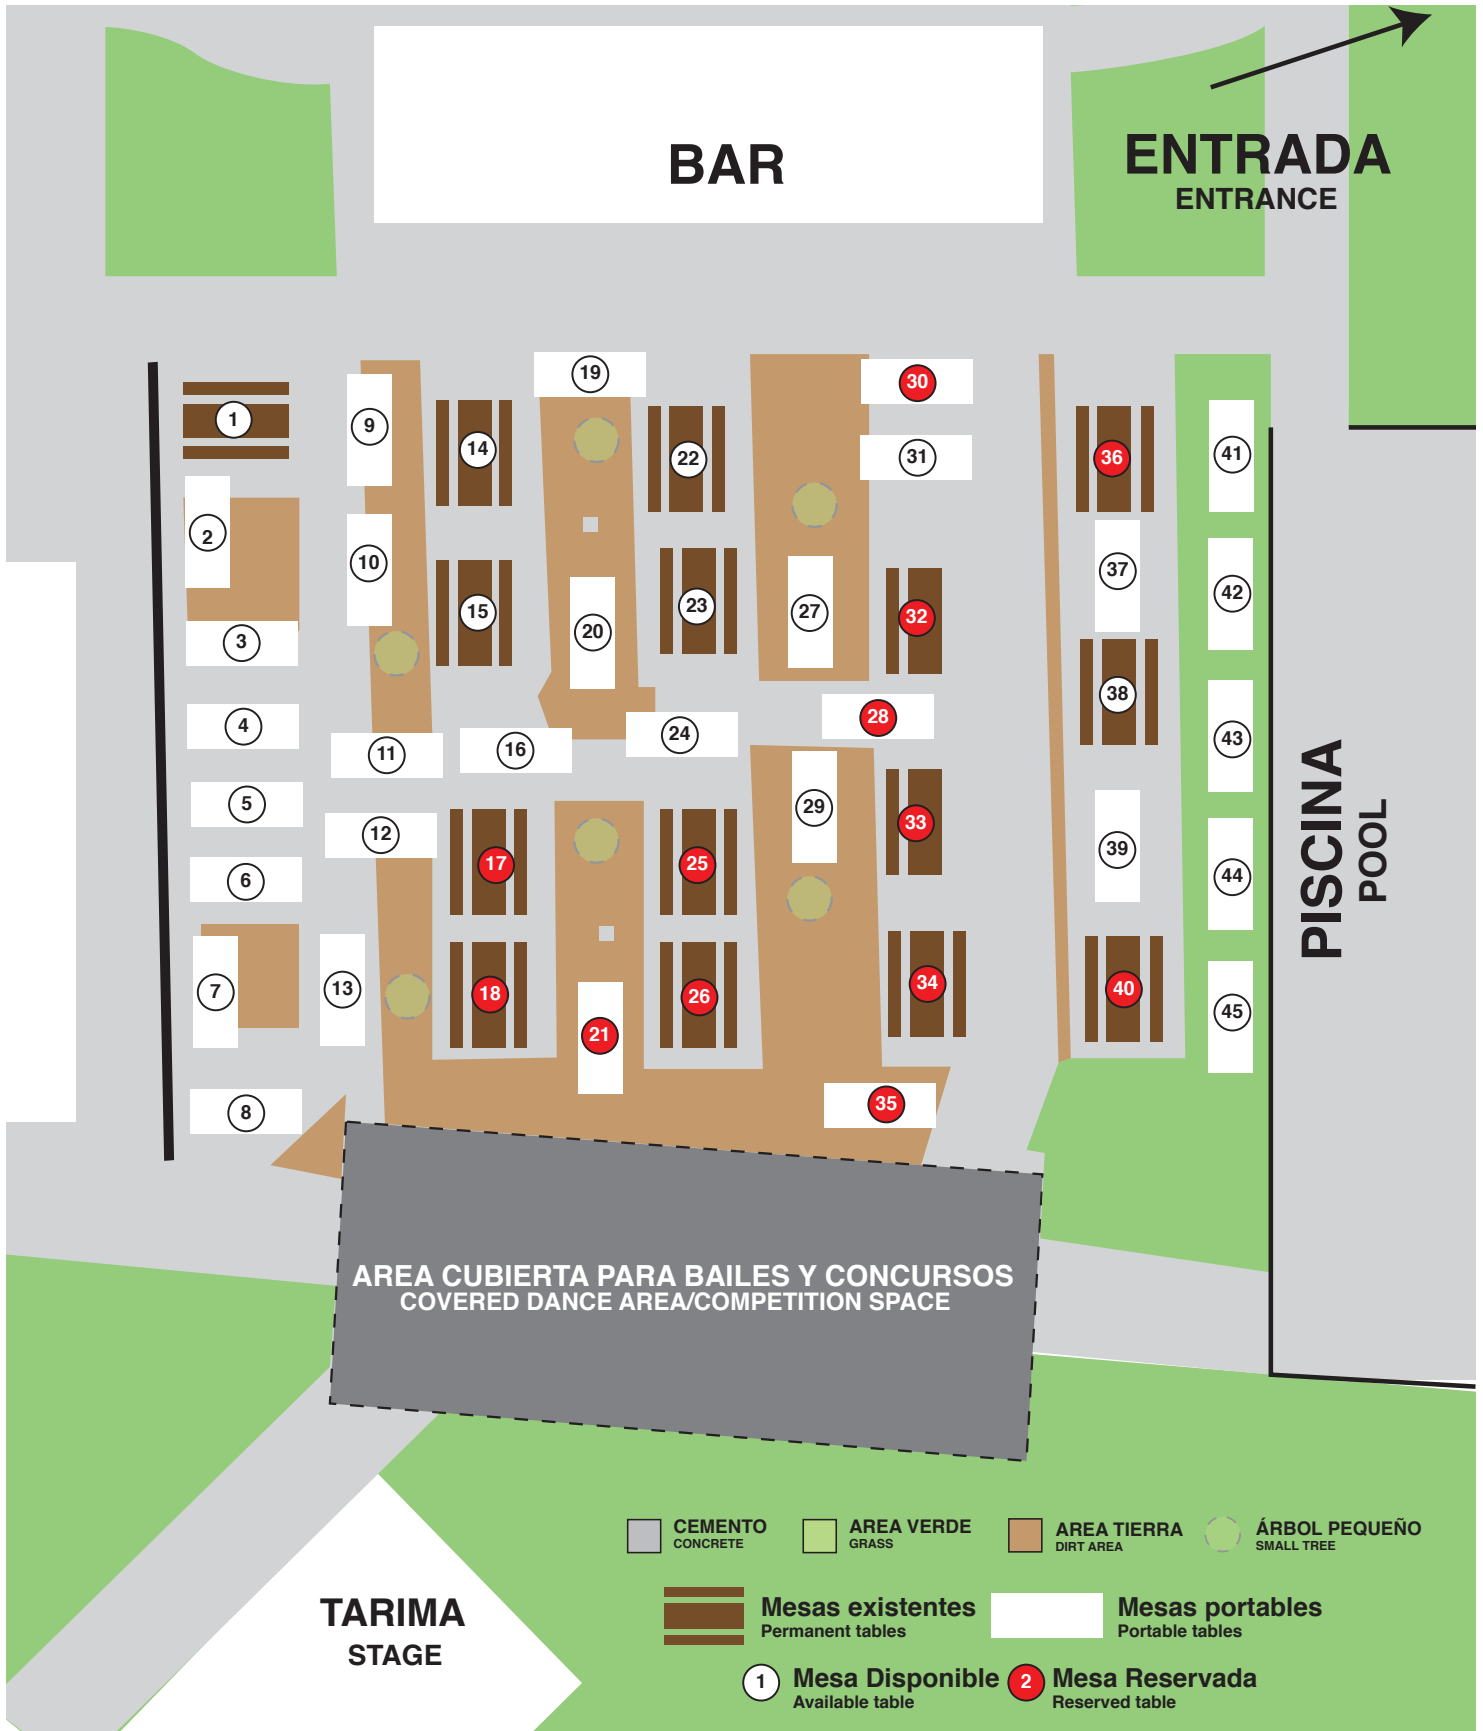 BAR
ENTRADA
ENTRANCE
1
2
3
4
5
6
7
8
9
10
11
12
13
14
15
16
17
18
19
20
21
22
23
24
25
26
27
28
29
30
31
32
33
34
35
36
37
38
39
40
41
42
43
44
45
PISCINA
POOL
AREA CUBIERTA PARA BAILES Y CONCURSOS
COVERED DANCE AREA/COMPETITION SPACE
TARIMA
STAGE
CEMENTO
CONCRETE
AREA VERDE
GRASS
AREA TIERRA
DIRT AREA
ÁRBOL PEQUEÑO
SMALL TREE
Mesas existentes
Permanent tables
Mesas portables
Portable tables
1 Mesa Disponible
Available table
2 Mesa Reservada
Reserved table